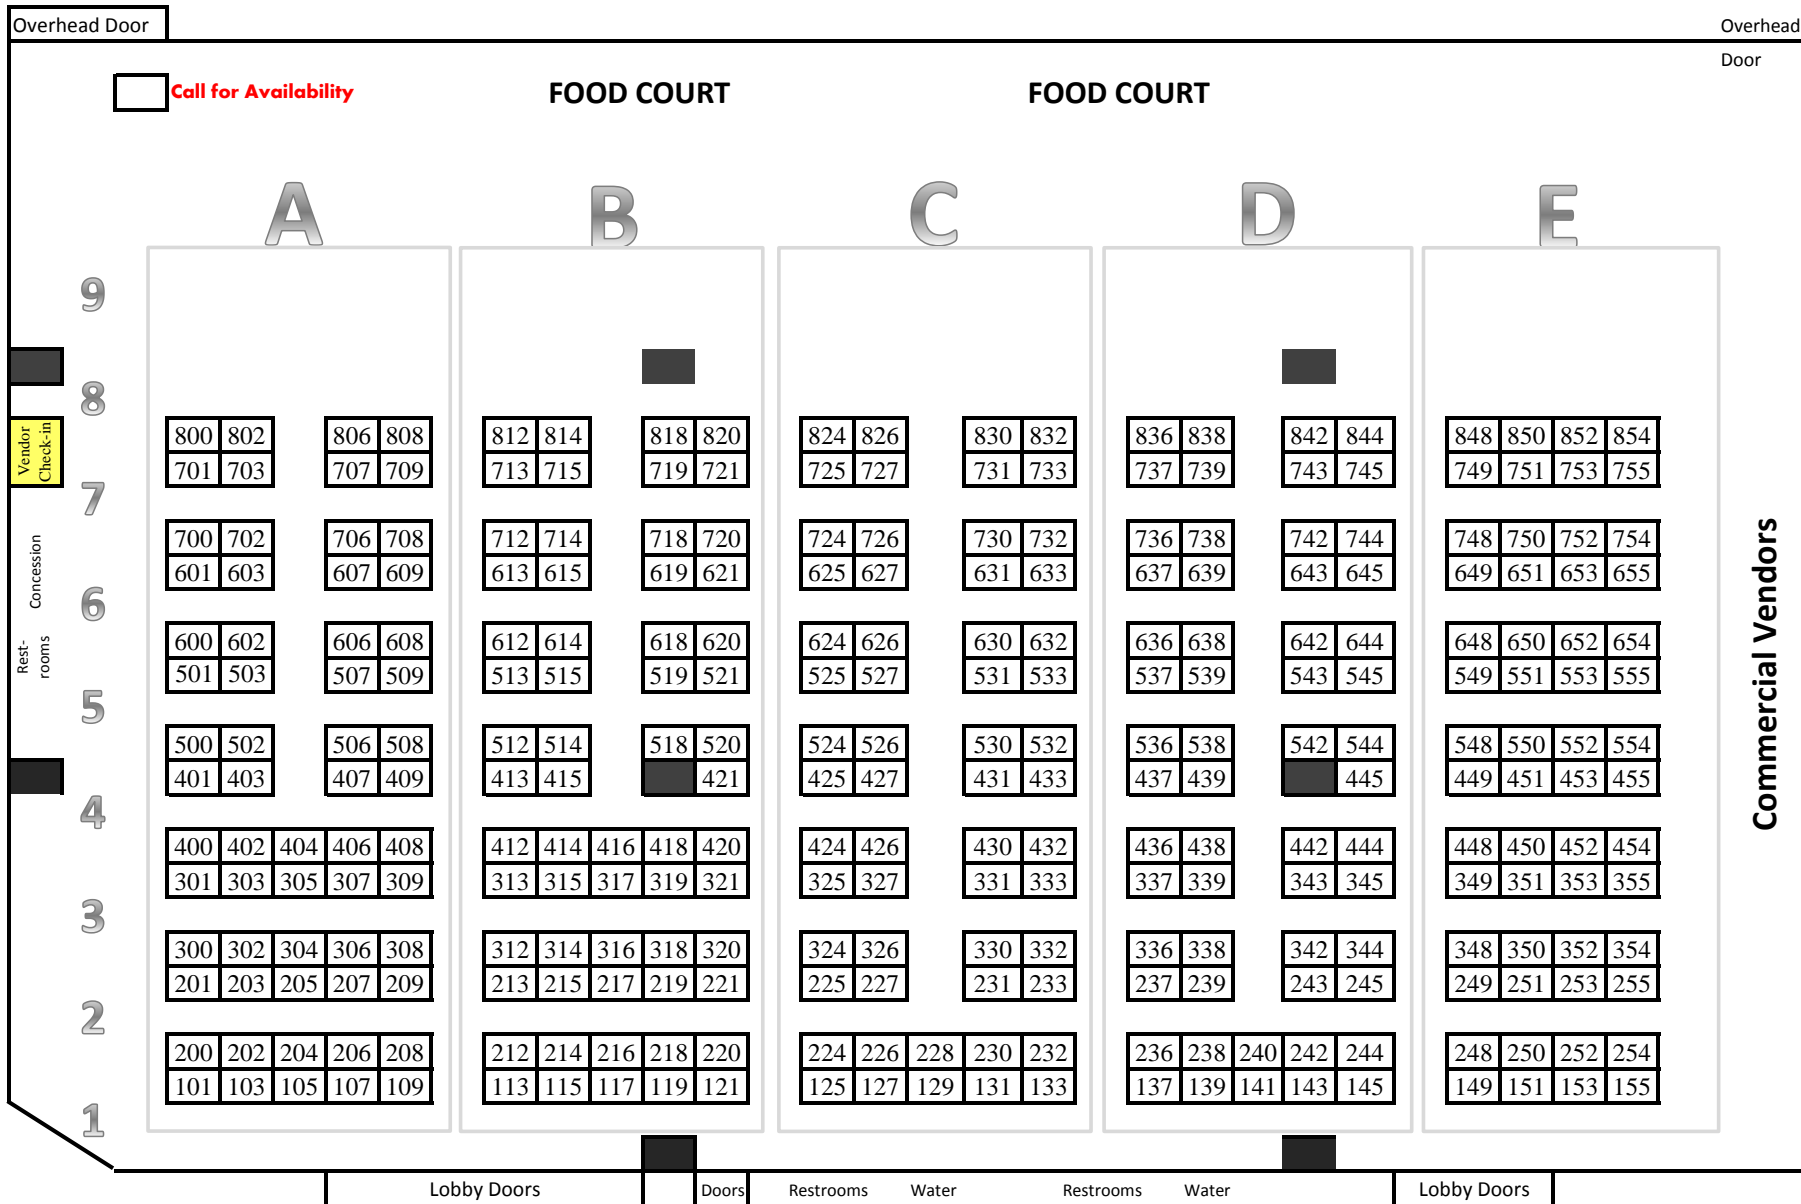 Overhead Door
Overhead
Door
Call for Availability
FOOD COURT FOOD COURT
A B C D E
9
8
Vendor
Check-in
800 802 806 808 812 814 818 820 824 826 830 832 836 838 842 844 848 850 852 854
701 703 707 709 713 715 719 721 725 727 731 733 737 739 743 745 749 751 753 755
7
700 702 706 708 712 714 718 720 724 726 730 732 736 738 742 744 748 750 752 754
601 603 607 609 613 615 619 621 625 627 631 633 637 639 643 645 649 651 653 655
Concession
6
Rest-
rooms
600 602 606 608 612 614 618 620 624 626 630 632 636 638 642 644 648 650 652 654
501 503 507 509 513 515 519 521 525 527 531 533 537 539 543 545 549 551 553 555
Commercial Vendors
5
500 502 506 508 512 514 518 520 524 526 530 532 536 538 542 544 548 550 552 554
401 403 407 409 413 415 421 425 427 431 433 437 439 445 449 451 453 455
4
400 402 404 406 408 412 414 416 418 420 424 426 430 432 436 438 442 444 448 450 452 454
301 303 305 307 309 313 315 317 319 321 325 327 331 333 337 339 343 345 349 351 353 355
3
300 302 304 306 308 312 314 316 318 320 324 326 330 332 336 338 342 344 348 350 352 354
201 203 205 207 209 213 215 217 219 221 225 227 231 233 237 239 243 245 249 251 253 255
2
200 202 204 206 208 212 214 216 218 220 224 226 228 230 232 236 238 240 242 244 248 250 252 254
101 103 105 107 109 113 115 117 119 121 125 127 129 131 133 137 139 141 143 145 149 151 153 155
1
Lobby Doors Doors Restrooms Water Restrooms Water Lobby Doors